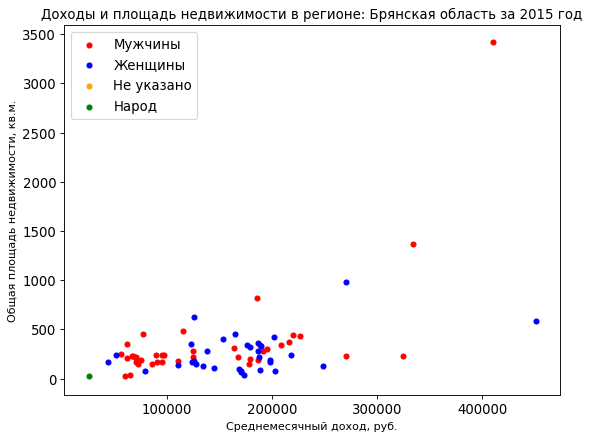 Доходы и площадь недвижимости в регионе: Брянская область за 2015 год
Мужчины
Женщины
Не указано
Народ
Общая площадь недвижимости, кв.м.
3500
3000
2500
2000
1500
1000
500
0
100000 200000 300000 400000
Среднемесячный доход, руб.